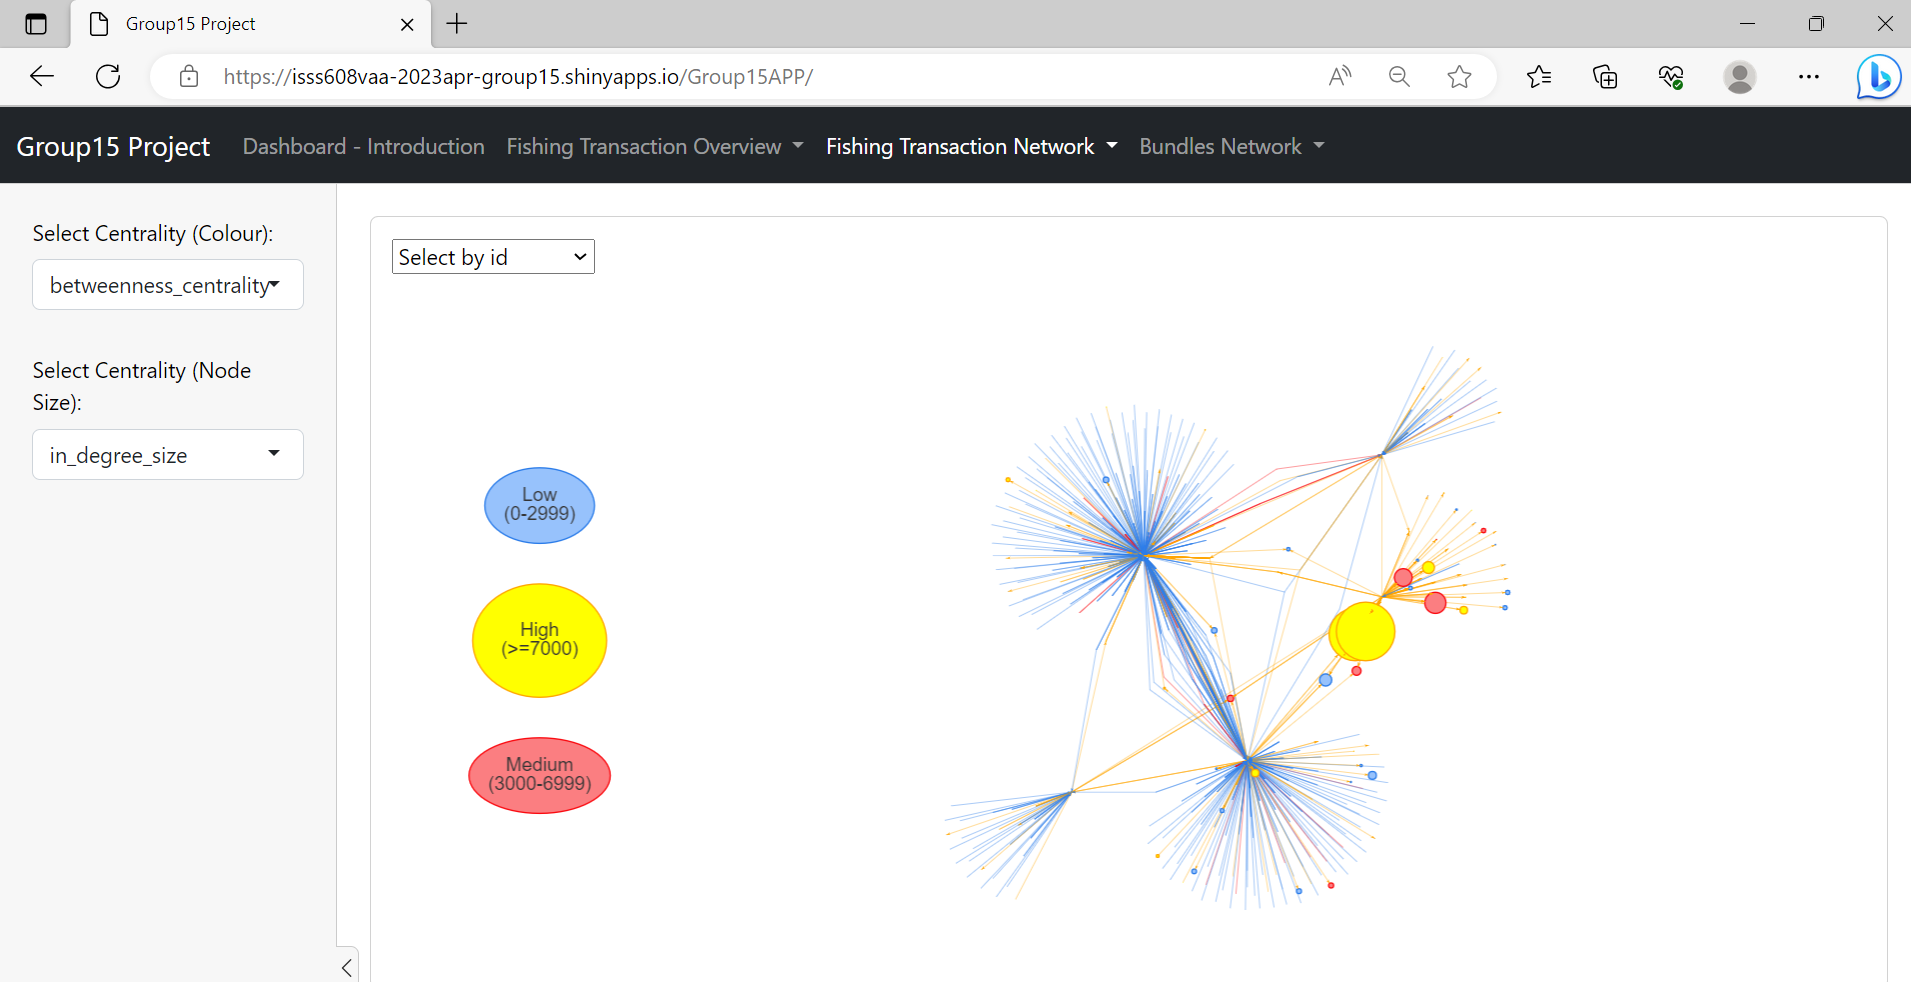 Group15 Project
https://isss608vaa-2023apr-group15.shinyapps.io/Group15APP/
Group15 Project Dashboard - Introduction Fishing Transaction Overview Fishing Transaction Network Bundles Network
Select Centrality (Colour):
betweenness_centrality
Select Centrality (Node
Size):
in_degree_size
Select by id
Low
(0-2999)
High
(>=7000)
Medium
(3000-6999)